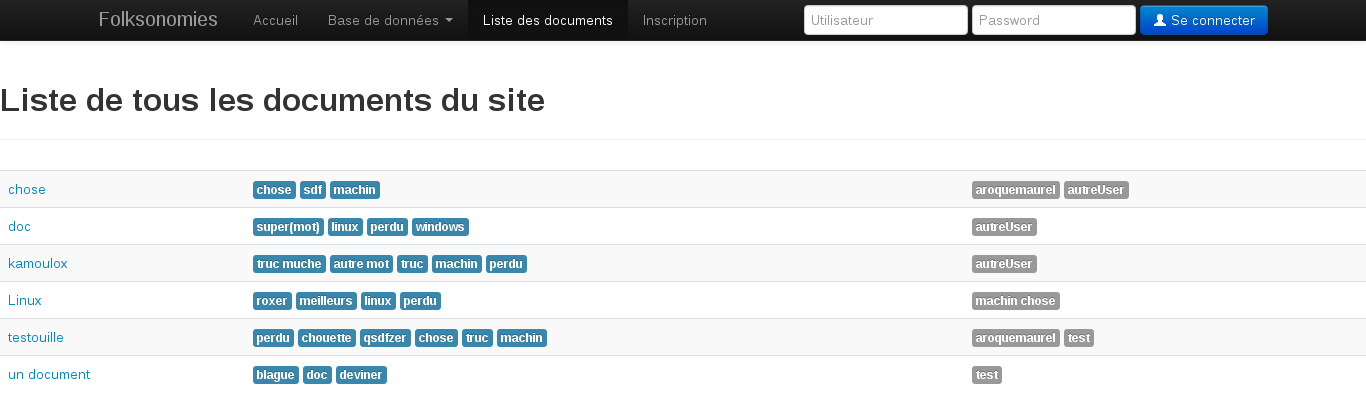 Folksonomies Accueil Base de données Liste des documents Inscription Utilisateur Password Se connecter
Liste de tous les documents du site
chose chose sdf machin aroquemaurel autreUser
doc super(mot) linux perdu windows autreUser
kamoulox truc muche autre mot truc machin perdu autreUser
Linux roxer meilleurs linux perdu machin chose
testouille perdu chouette qsdfzer chose truc machin aroquemaurel test
un document blague doc deviner test